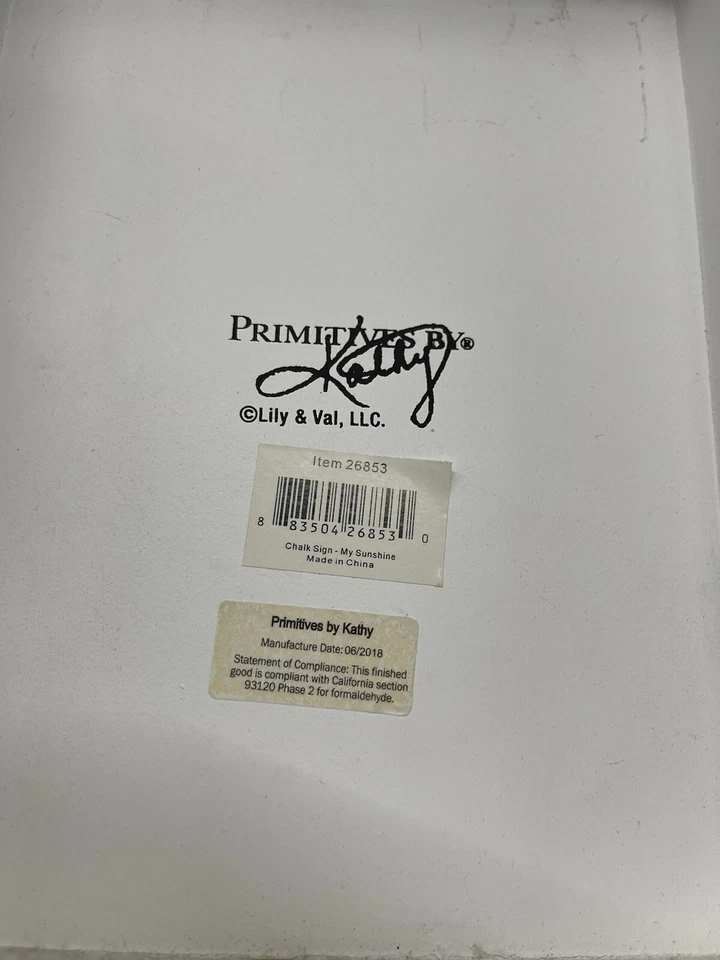 PRIMITIVES BY®
Kathy
©Lily & Val, LLC.
Item 26853
8 83504 26853 0
Chalk Sign - My Sunshine
Made in China
Primitives by Kathy
Manufacture Date: 06/2018
Statement of Compliance: This finished
good is compliant with California section
93120 Phase 2 for formaldehyde.